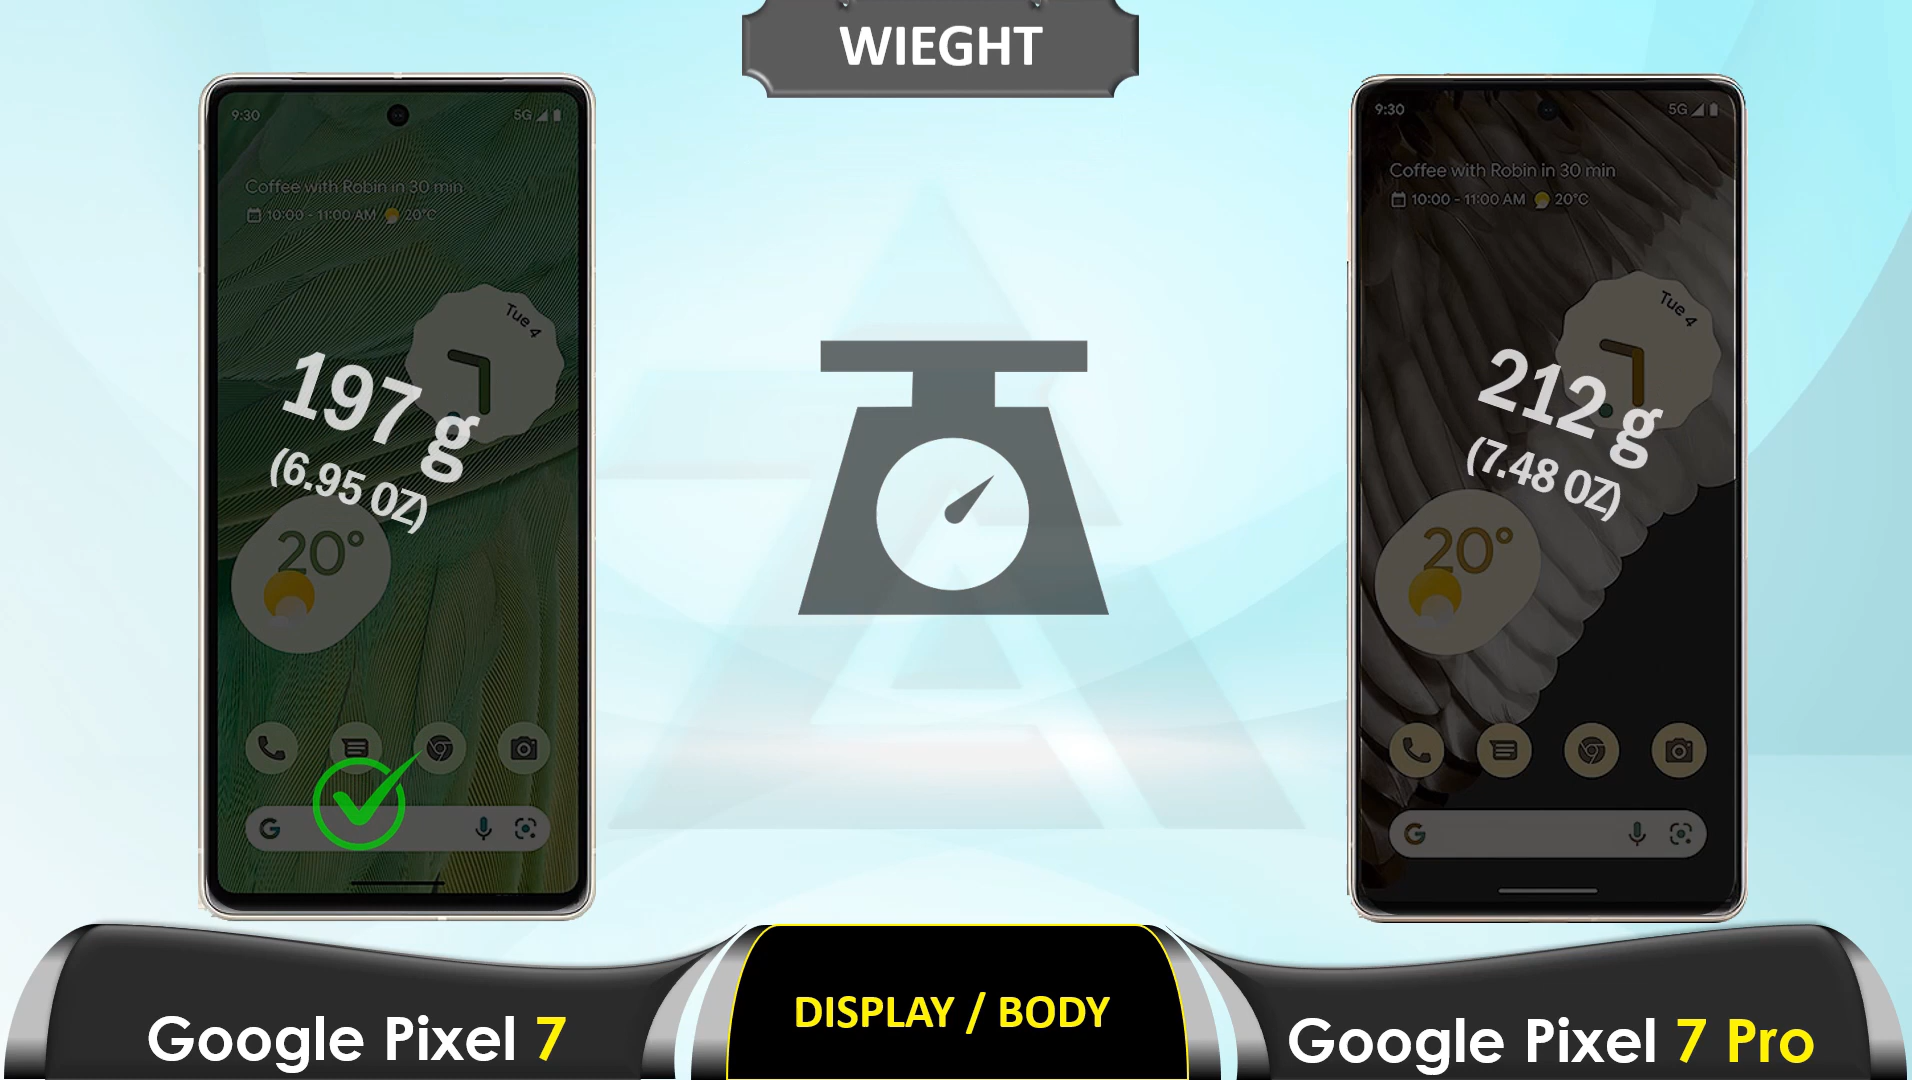 WIEGHT
9:30
5G
Coffee with Robin in 30 min
10:00 - 11:00 AM 20°C
Tue 4
197 g
(6.95 OZ)
20°
G
Google Pixel 7
9:30
5G
Coffee with Robin in 30 min
10:00 - 11:00 AM 20°C
Tue 4
212 g
(7.48 OZ)
20°
G
DISPLAY / BODY
Google Pixel 7 Pro